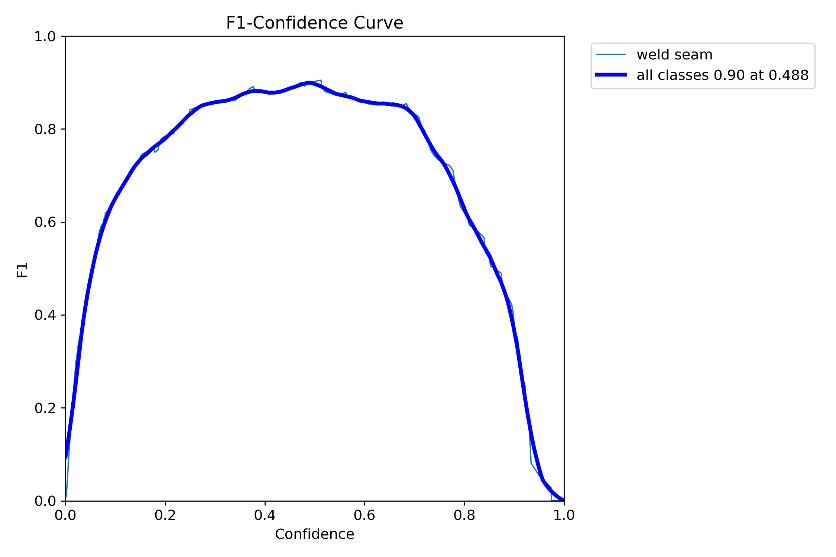 F1-Confidence Curve
weld seam
all classes 0.90 at 0.488
1.0
0.8
0.6
0.4
0.2
0.0
F1
0.0 0.2 0.4 0.6 0.8 1.0
Confidence